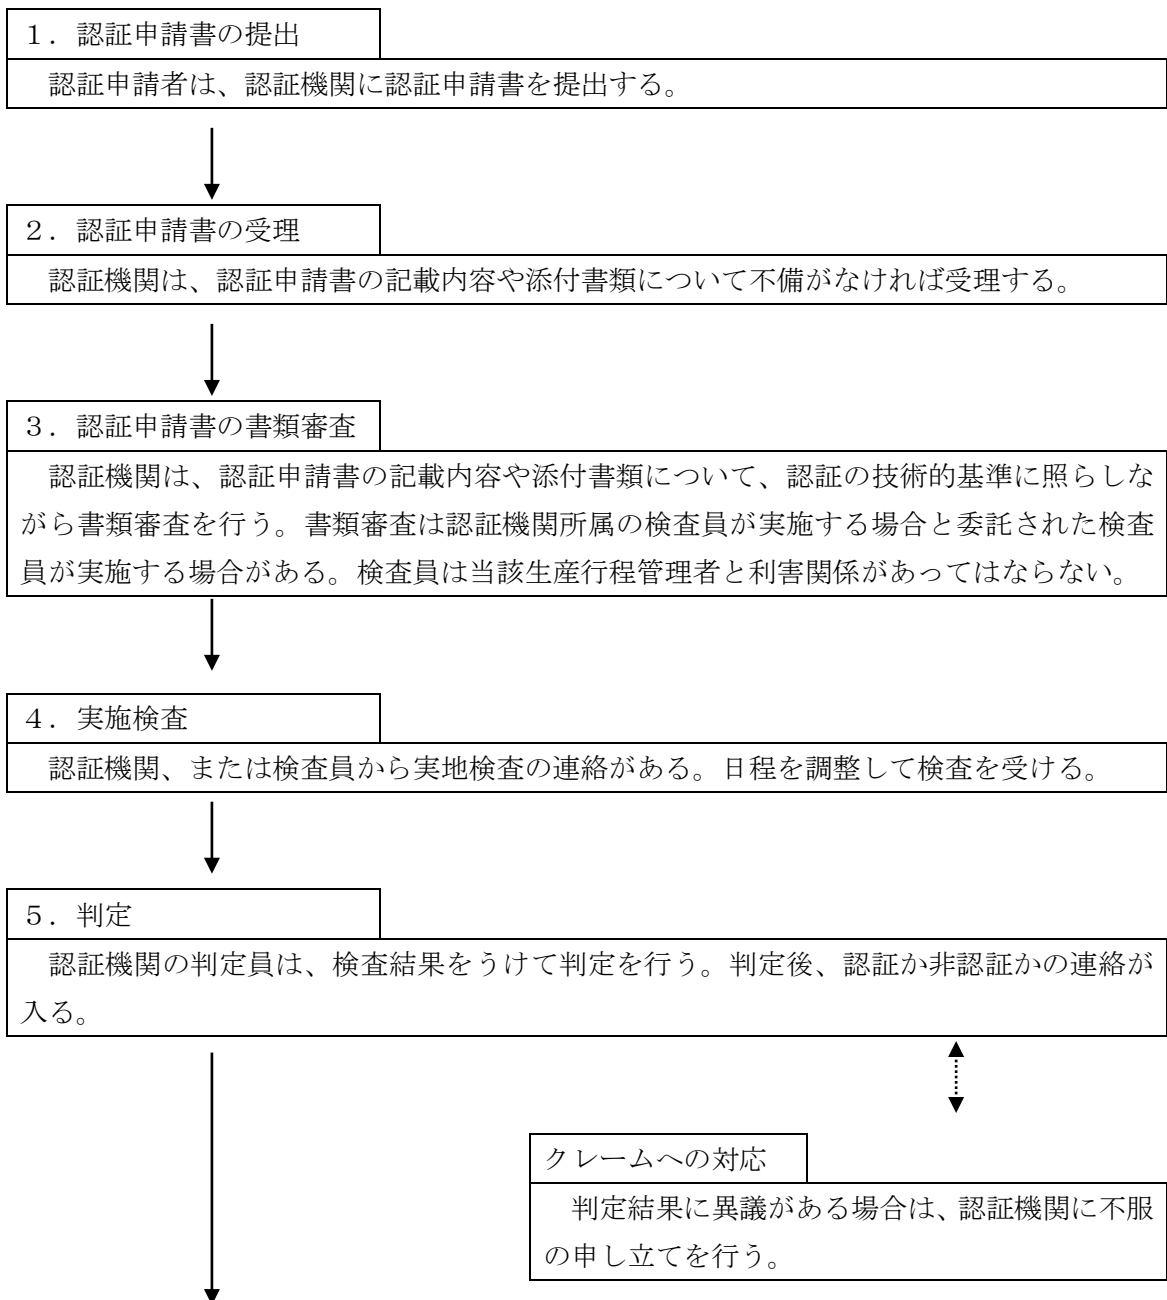 １．認証申請書の提出
認証申請者は、認証機関に認証申請書を提出する。
２．認証申請書の受理
認証機関は、認証申請書の記載内容や添付書類について不備がなければ受理する。
３．認証申請書の書類審査
認証機関は、認証申請書の記載内容や添付書類について、認証の技術的基準に照らしな
がら書類審査を行う。書類審査は認証機関所属の検査員が実施する場合と委託された検査
員が実施する場合がある。検査員は当該生産行程管理者と利害関係があってはならない。
４．実施検査
認証機関、または検査員から実地検査の連絡がある。日程を調整して検査を受ける。
５．判定
認証機関の判定員は、検査結果をうけて判定を行う。判定後、認証か非認証かの連絡が
入る。
クレームへの対応
判定結果に異議がある場合は、認証機関に不服
の申し立てを行う。